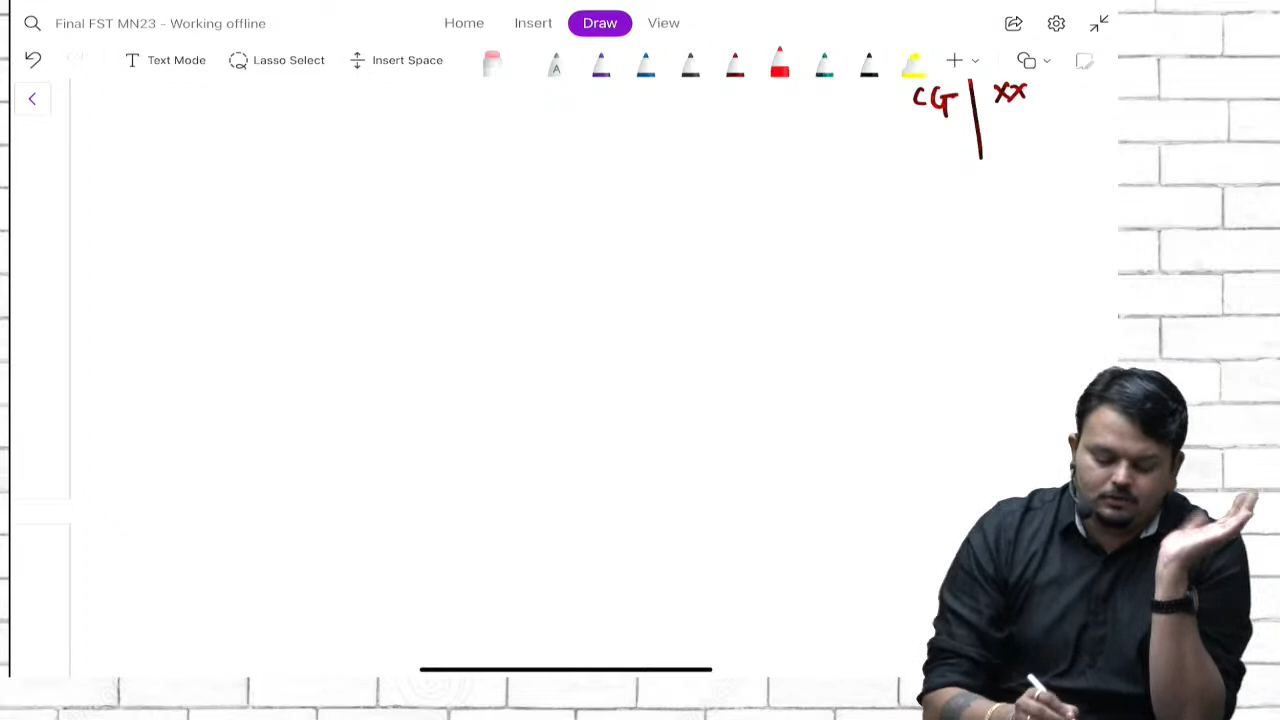 Final FST MN23 - Working offline
Home Insert Draw View
Text Mode Lasso Select Insert Space
CG XX